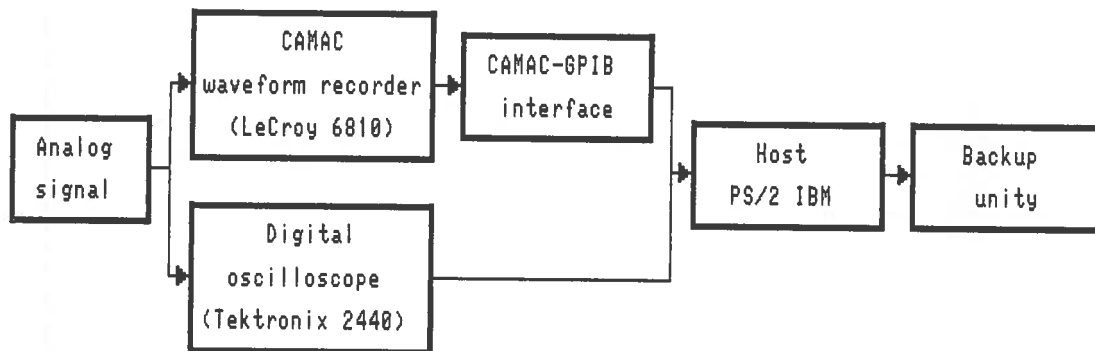 CAMAC
waveform recorder
(LeCroy 6810)
CAMAC-GPIB
interface
Analog
signal
Host
PS/2 IBM
Backup
unity
Digital
oscilloscope
(Tektronix 2440)